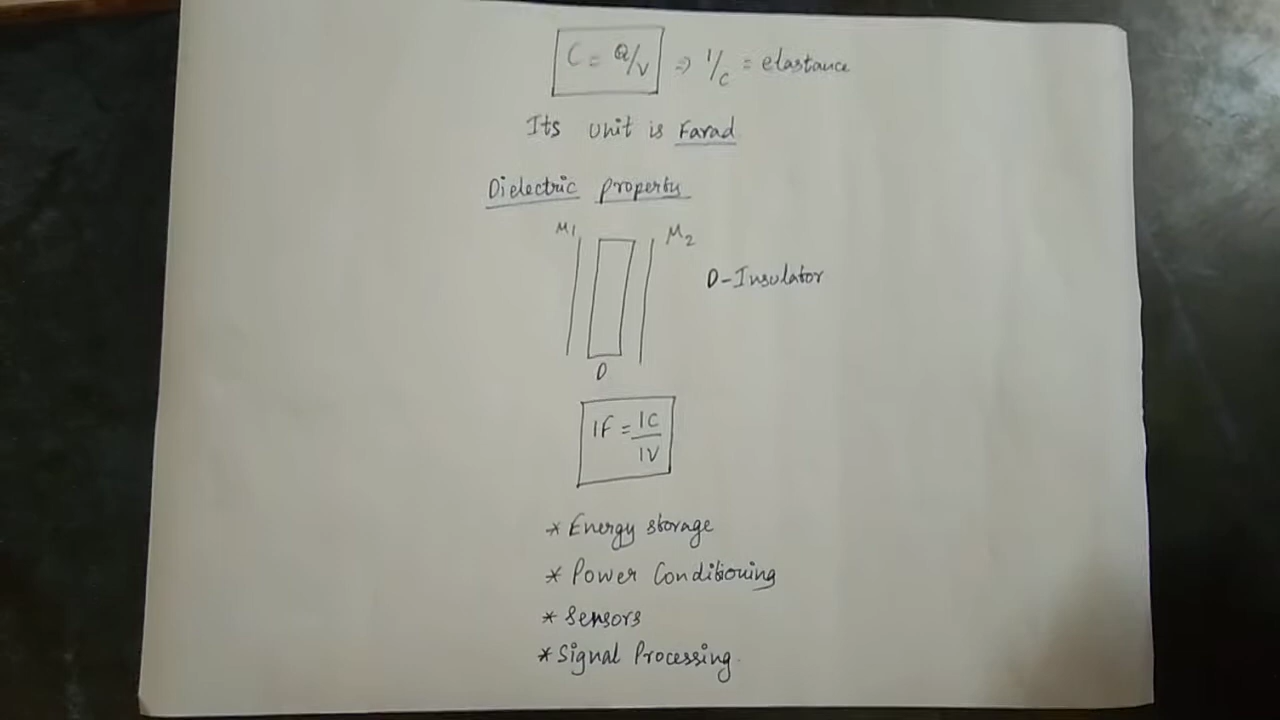 C = Q/V => 1/C = elastance
Its unit is Farad
Dielectric property
M1 M2
D-Insulator
D
1F = 1C/1V
* Energy storage
* Power Conditioning
* Sensors
* Signal Processing